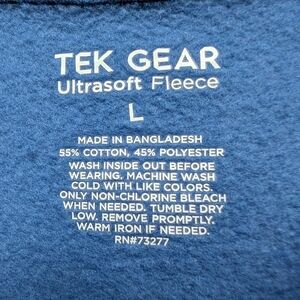 TEK GEAR
Ultrasoft Fleece
L
MADE IN BANGLADESH
55% COTTON, 45% POLYESTER
WASH INSIDE OUT BEFORE
WEARING. MACHINE WASH
COLD WITH LIKE COLORS.
ONLY NON-CHLORINE BLEACH
WHEN NEEDED. TUMBLE DRY
LOW. REMOVE PROMPTLY.
WARM IRON IF NEEDED.
RN#73277